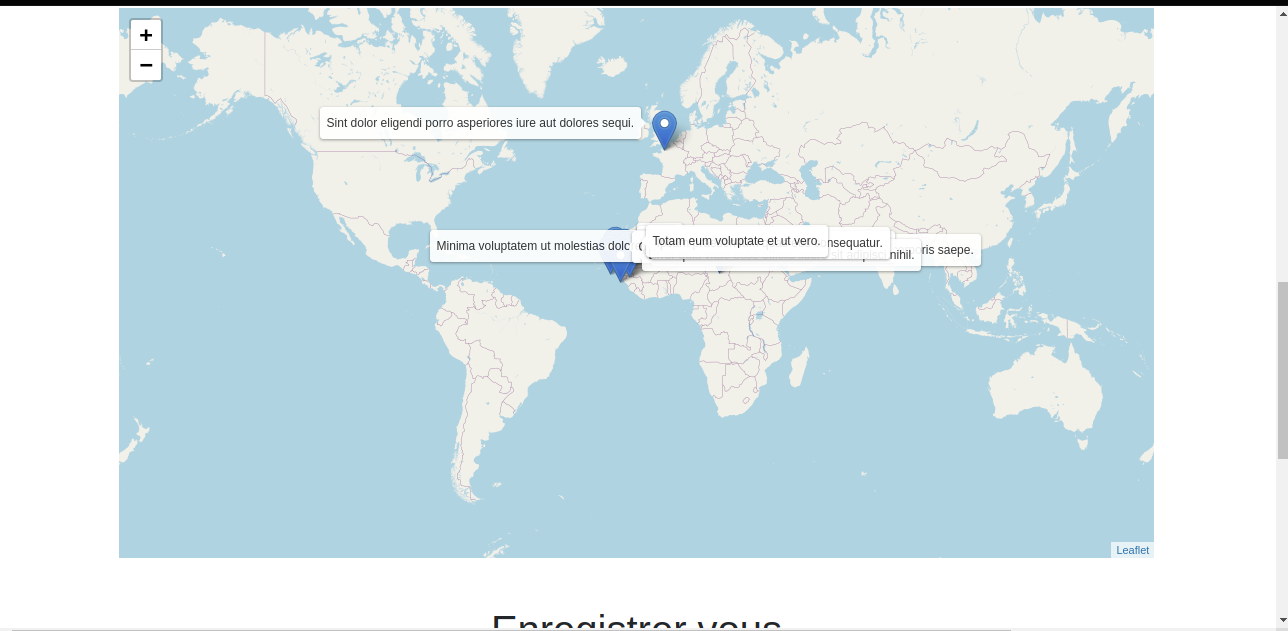 +
−
Sint dolor eligendi porro asperiores iure aut dolores sequi.
Minima voluptatem ut molestias
Totam eum voluptate et ut vero.
nsequatur.
nihil.
ris saepe.
Leaflet
Enregistrer vous